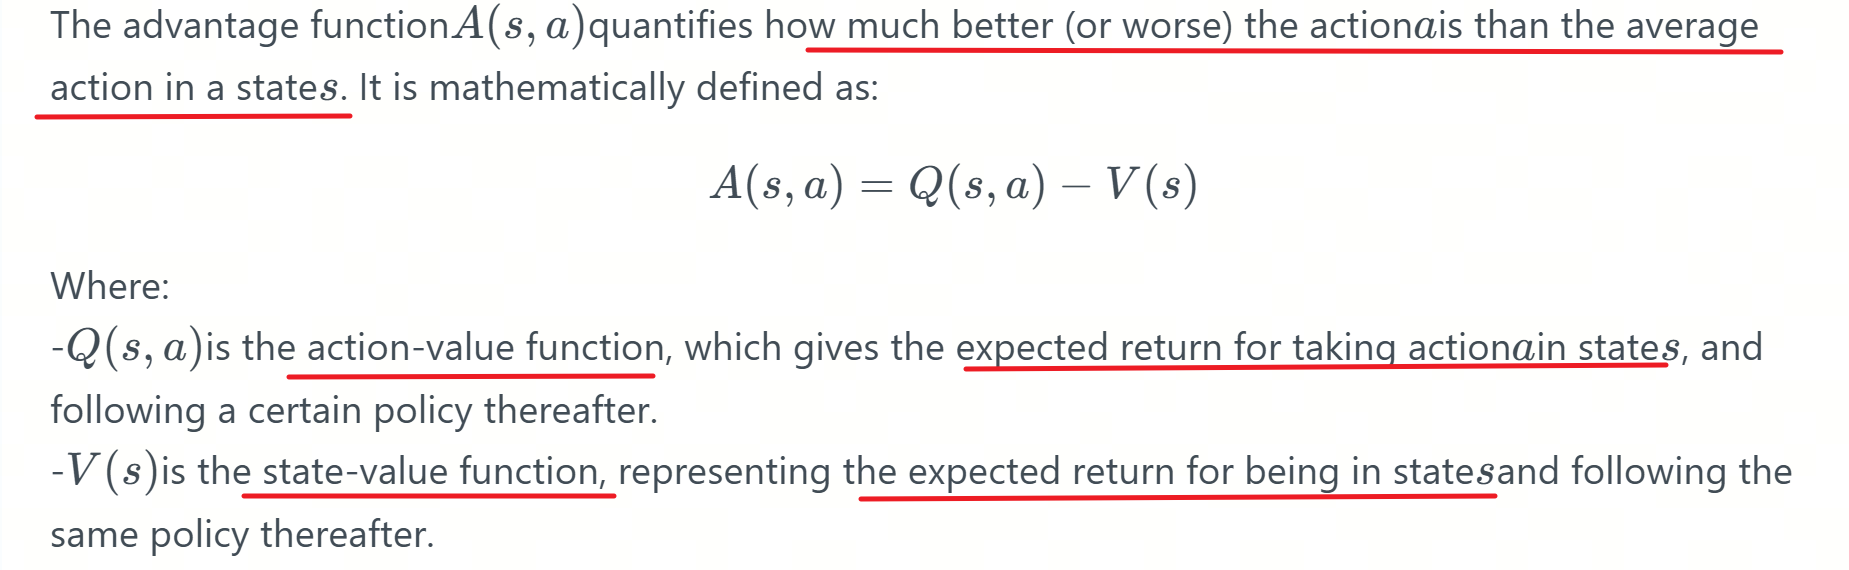 The advantage function A(s, a) quantifies how much better (or worse) the action a is than the average
action in a state s. It is mathematically defined as:
A(s, a) = Q(s, a) − V(s)
Where:
-Q(s, a) is the action-value function, which gives the expected return for taking action a in state s, and
following a certain policy thereafter.
-V(s) is the state-value function, representing the expected return for being in state s and following the
same policy thereafter.